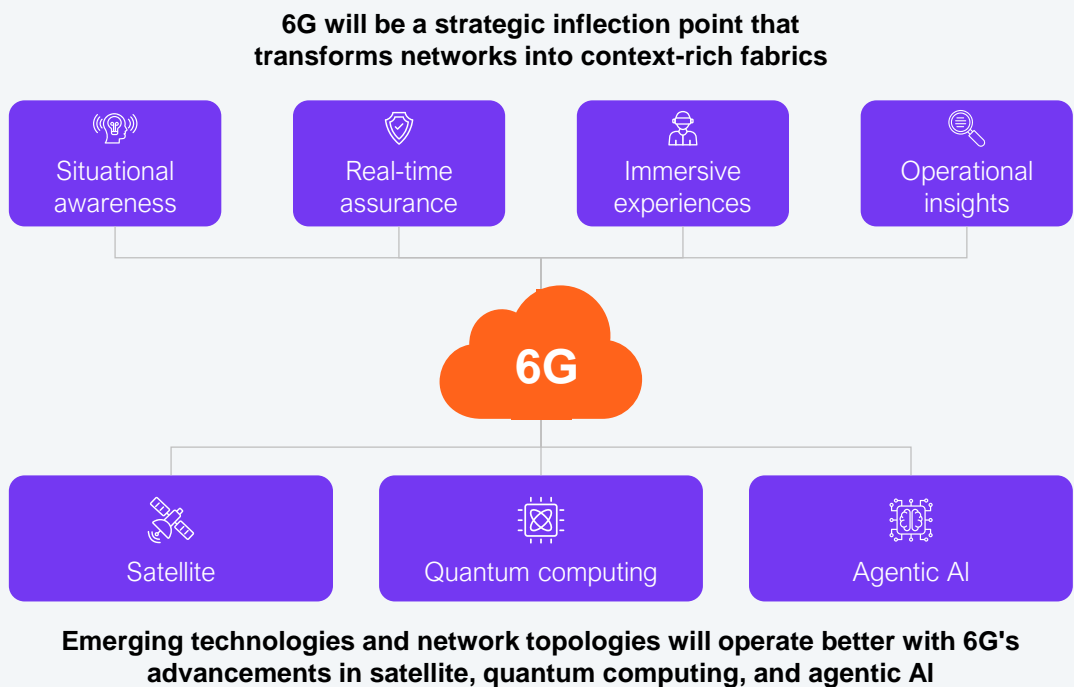 6G will be a strategic inflection point that
transforms networks into context-rich fabrics
Situational
awareness
Real-time
assurance
Immersive
experiences
Operational
insights
6G
Satellite
Quantum computing
Agentic AI
Emerging technologies and network topologies will operate better with 6G's
advancements in satellite, quantum computing, and agentic AI